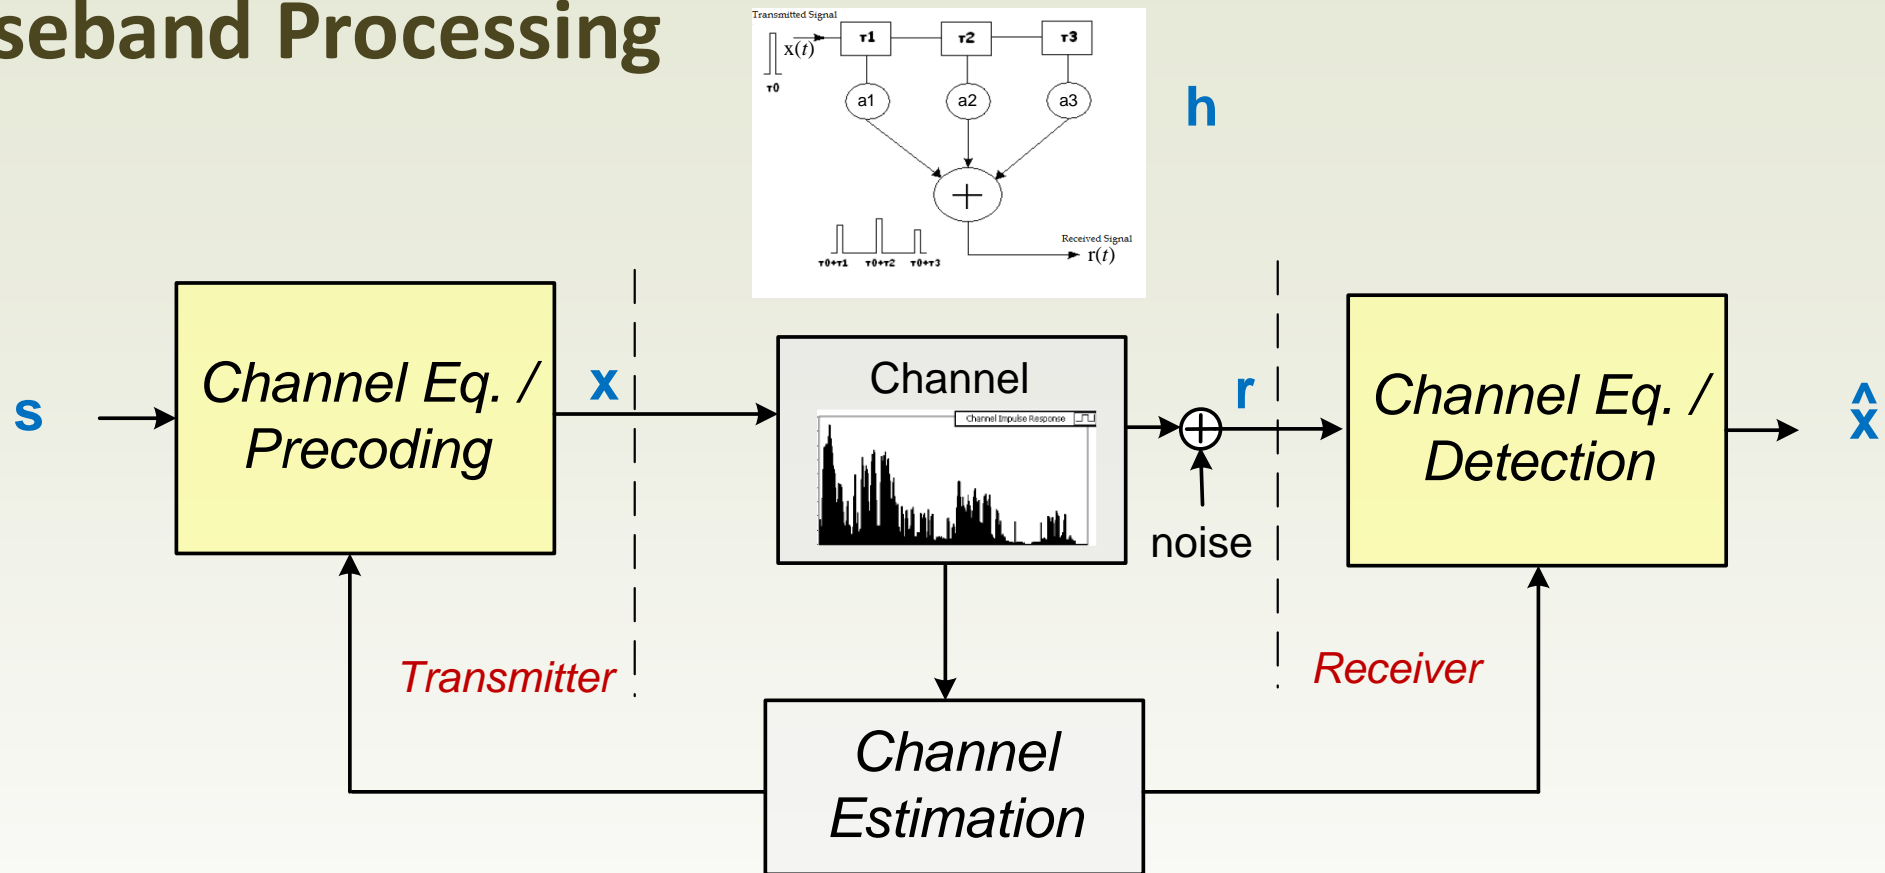 seband Processing
Transmitted Signal
x(t)
τ1
τ2
τ3
τ0
a1
a2
a3
h
+
Received Signal
r(t)
τ0+τ1
τ0+τ2
τ0+τ3
s
Channel Eq. /
Precoding
x
Channel
Channel Impulse Response
r
noise
Channel Eq. /
Detection
x̂
Transmitter
Receiver
Channel
Estimation